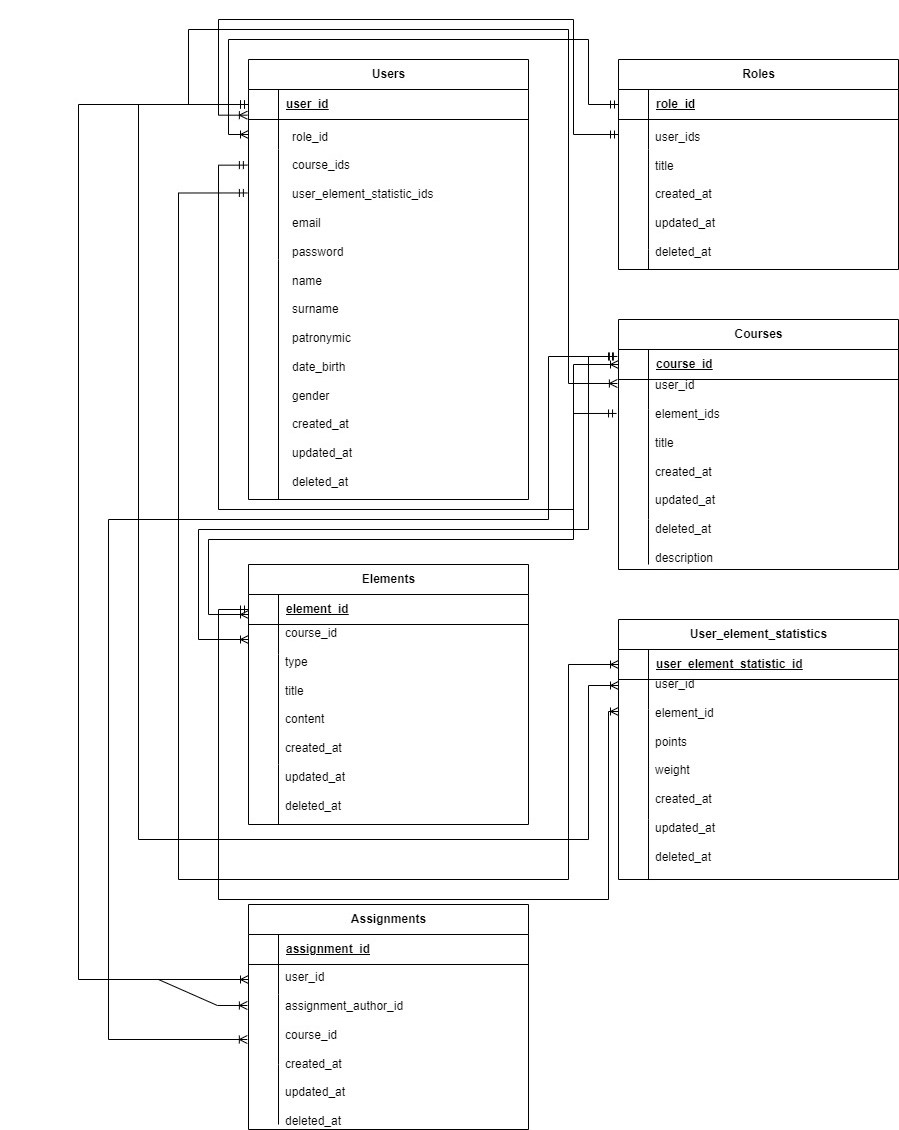 Users
user_id
role_id
course_ids
user_element_statistic_ids
email
password
name
surname
patronymic
date_birth
gender
created_at
updated_at
deleted_at
Roles
role_id
user_ids
title
created_at
updated_at
deleted_at
Courses
course_id
user_id
element_ids
title
created_at
updated_at
deleted_at
description
Elements
element_id
course_id
type
title
content
created_at
updated_at
deleted_at
User_element_statistics
user_element_statistic_id
user_id
element_id
points
weight
created_at
updated_at
deleted_at
Assignments
assignment_id
user_id
assignment_author_id
course_id
created_at
updated_at
deleted_at